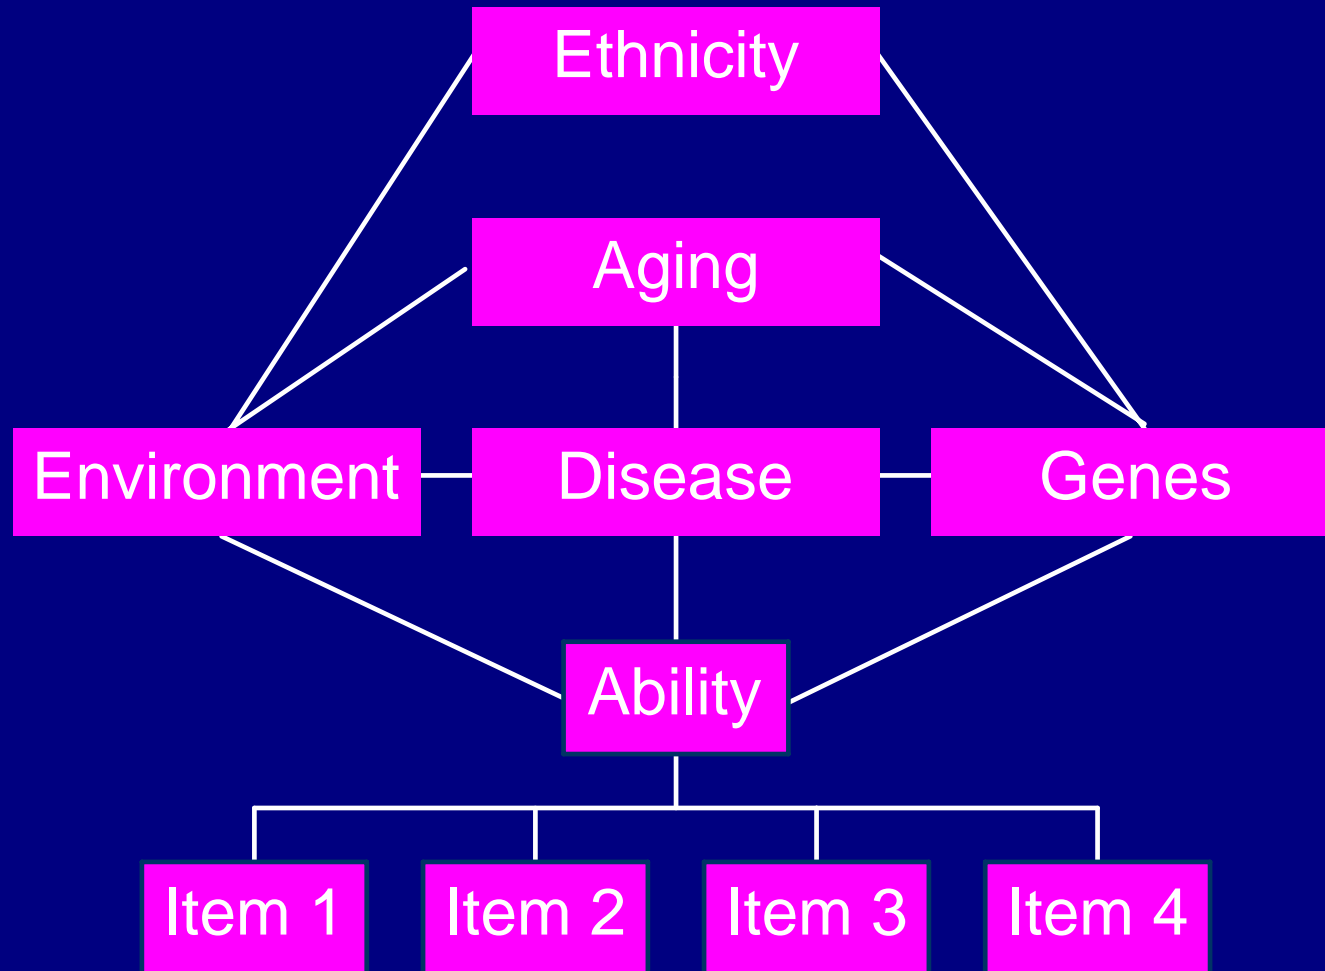 Ethnicity
Aging
Environment
Disease
Genes
Ability
Item 1
Item 2
Item 3
Item 4